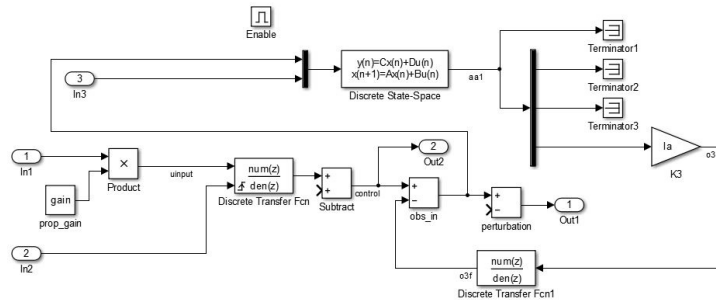 Enable
3
In3
y(n)=Cx(n)+Du(n)
x(n+1)=Ax(n)+Bu(n)
Discrete State-Space
aa1
Terminator1
Terminator2
Terminator3
Ia
K3
o3
1
In1
×
Product
gain
prop_gain
uinput
num(z)
den(z)
Discrete Transfer Fcn
+
+
Subtract
control
2
Out2
+
−
obs_in
+
−
perturbation
1
Out1
2
In2
o3f
num(z)
den(z)
Discrete Transfer Fcn1